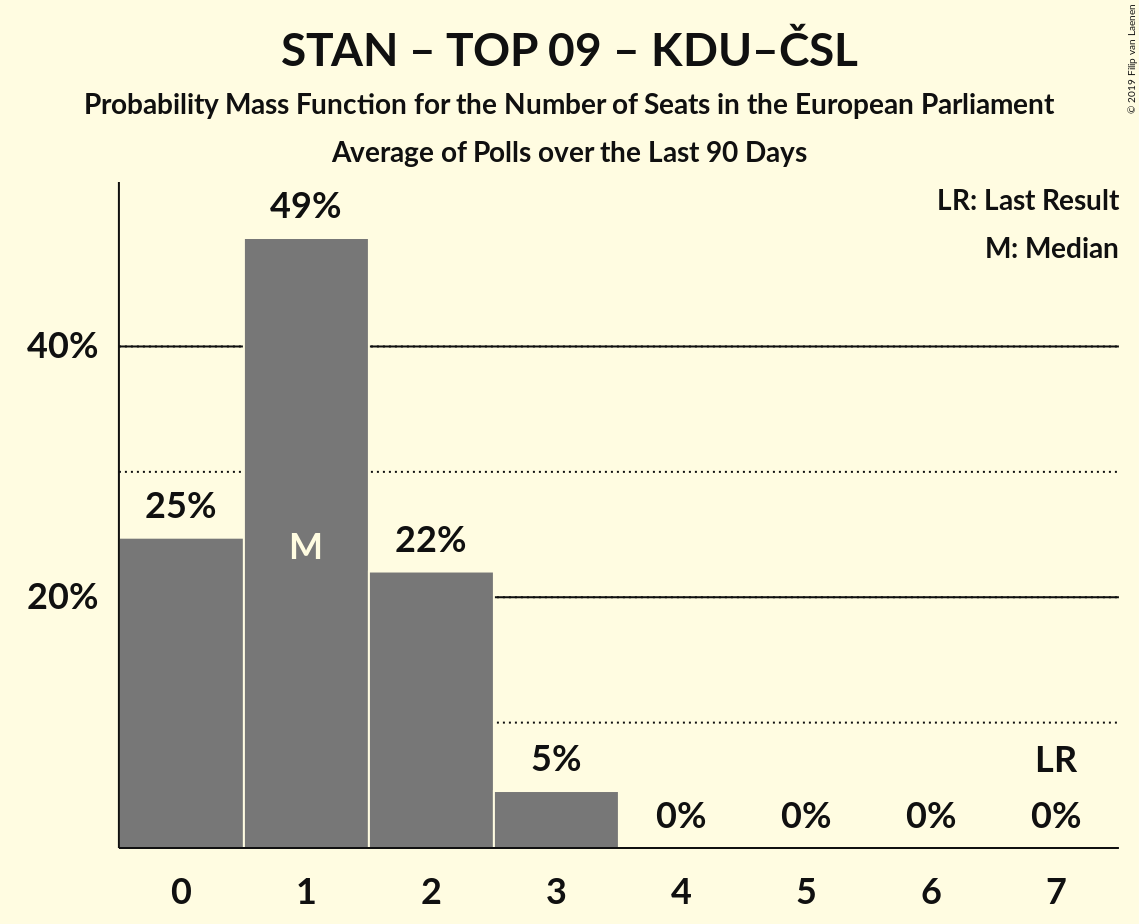 STAN – TOP 09 – KDU–ČSL
Probability Mass Function for the Number of Seats in the European Parliament
Average of Polls over the Last 90 Days
© 2019 Filip van Laenen
LR: Last Result
M: Median
49%
40%
25%
M
22%
20%
5%
LR
0% 0% 0% 0%
0 1 2 3 4 5 6 7